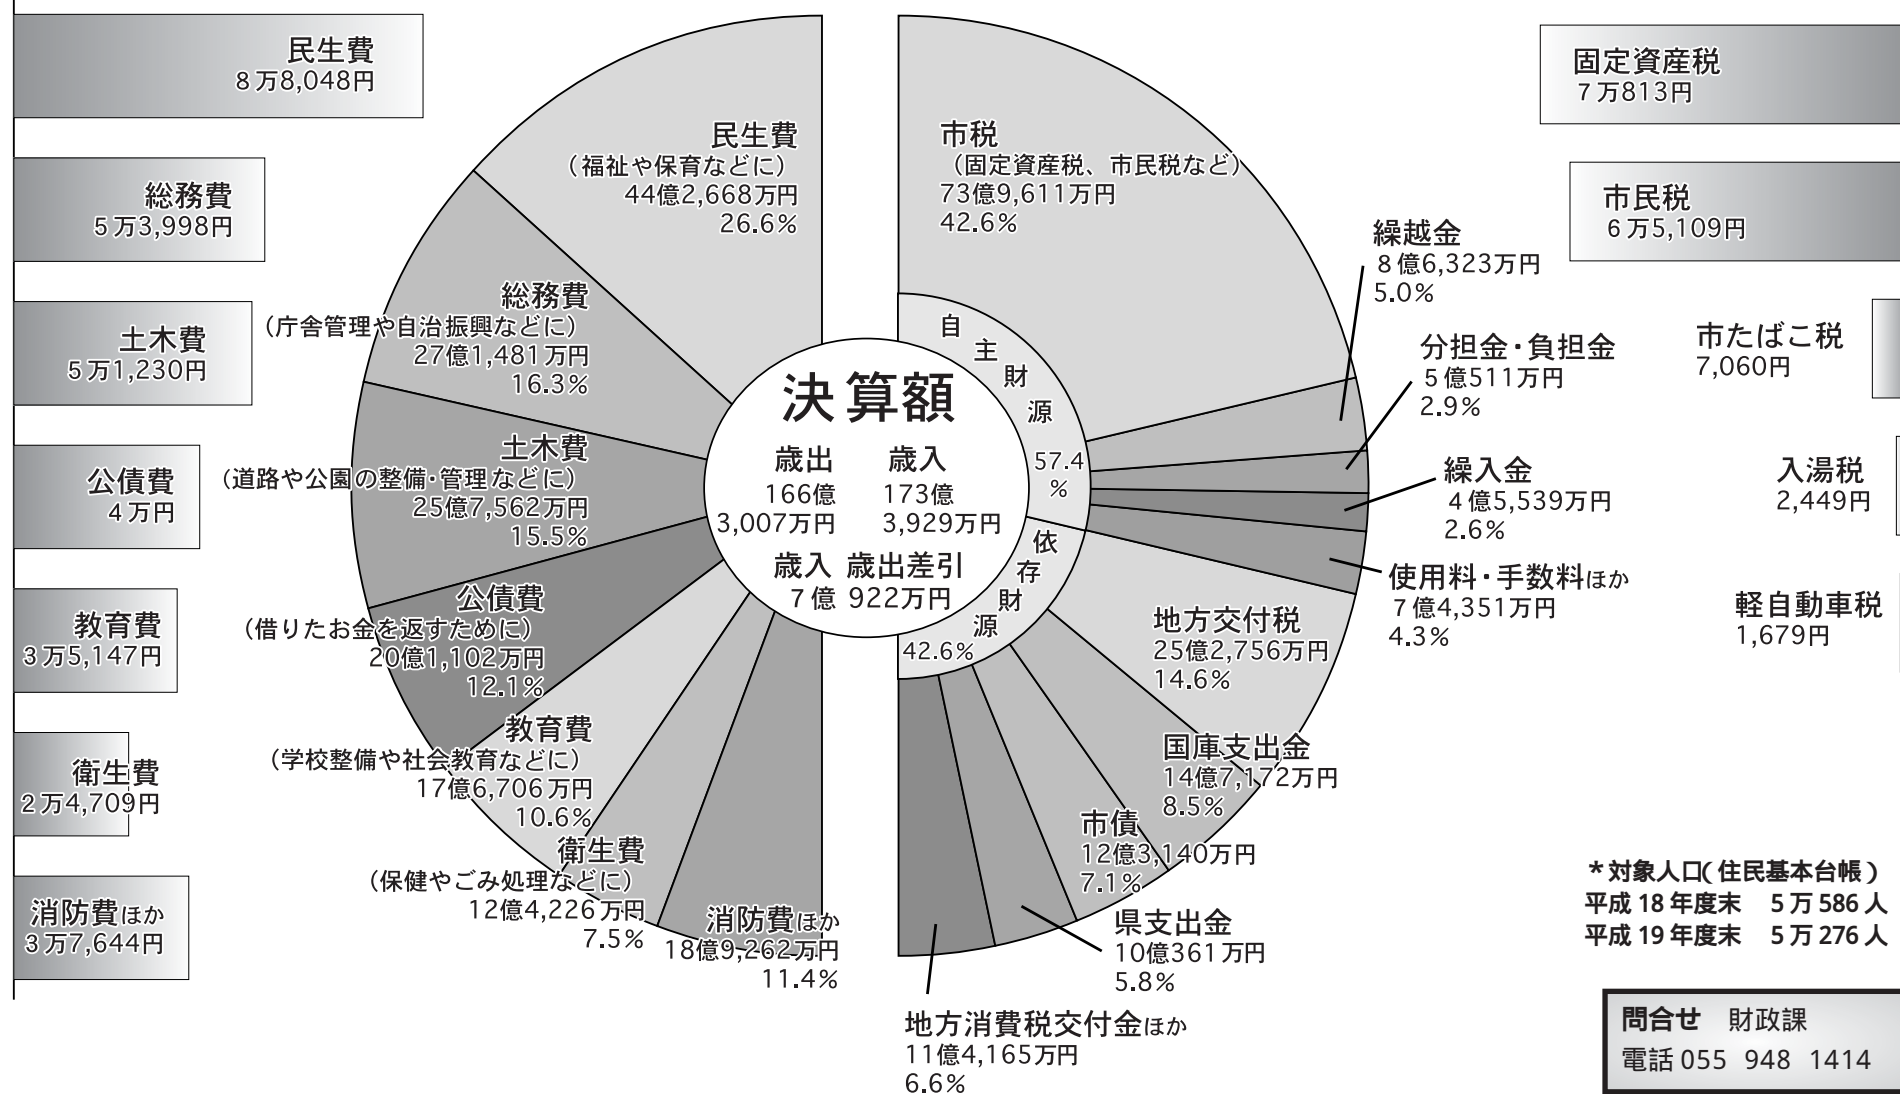 民生費
8万8,048円
総務費
5万3,998円
土木費
5万1,230円
公債費
4万円
教育費
3万5,147円
衛生費
2万4,709円
消防費ほか
3万7,644円
民生費
（福祉や保育などに）
44億2,668万円
26.6%
総務費
（庁舎管理や自治振興などに）
27億1,481万円
16.3%
土木費
（道路や公園の整備・管理などに）
25億7,562万円
15.5%
公債費
（借りたお金を返すために）
20億1,102万円
12.1%
教育費
（学校整備や社会教育などに）
17億6,706万円
10.6%
衛生費
（保健やごみ処理などに）
12億4,226万円
7.5%
消防費ほか
18億9,262万円
11.4%
決算額
歳出 歳入
166億 173億
3,007万円 3,929万円
歳入 歳出差引
7億 922万円
自主財源
57.4
%
依存財源
42.6%
市税
（固定資産税、市民税など）
73億9,611万円
42.6%
繰越金
8億6,323万円
5.0%
分担金・負担金
5億511万円
2.9%
繰入金
4億5,539万円
2.6%
使用料・手数料ほか
7億4,351万円
4.3%
地方交付税
25億2,756万円
14.6%
国庫支出金
14億7,172万円
8.5%
市債
12億3,140万円
7.1%
県支出金
10億361万円
5.8%
地方消費税交付金ほか
11億4,165万円
6.6%
固定資産税
7万813円
市民税
6万5,109円
市たばこ税
7,060円
入湯税
2,449円
軽自動車税
1,679円
*対象人口(住民基本台帳)
平成18年度末 5万586人
平成19年度末 5万276人
問合せ 財政課
電話 055 948 1414